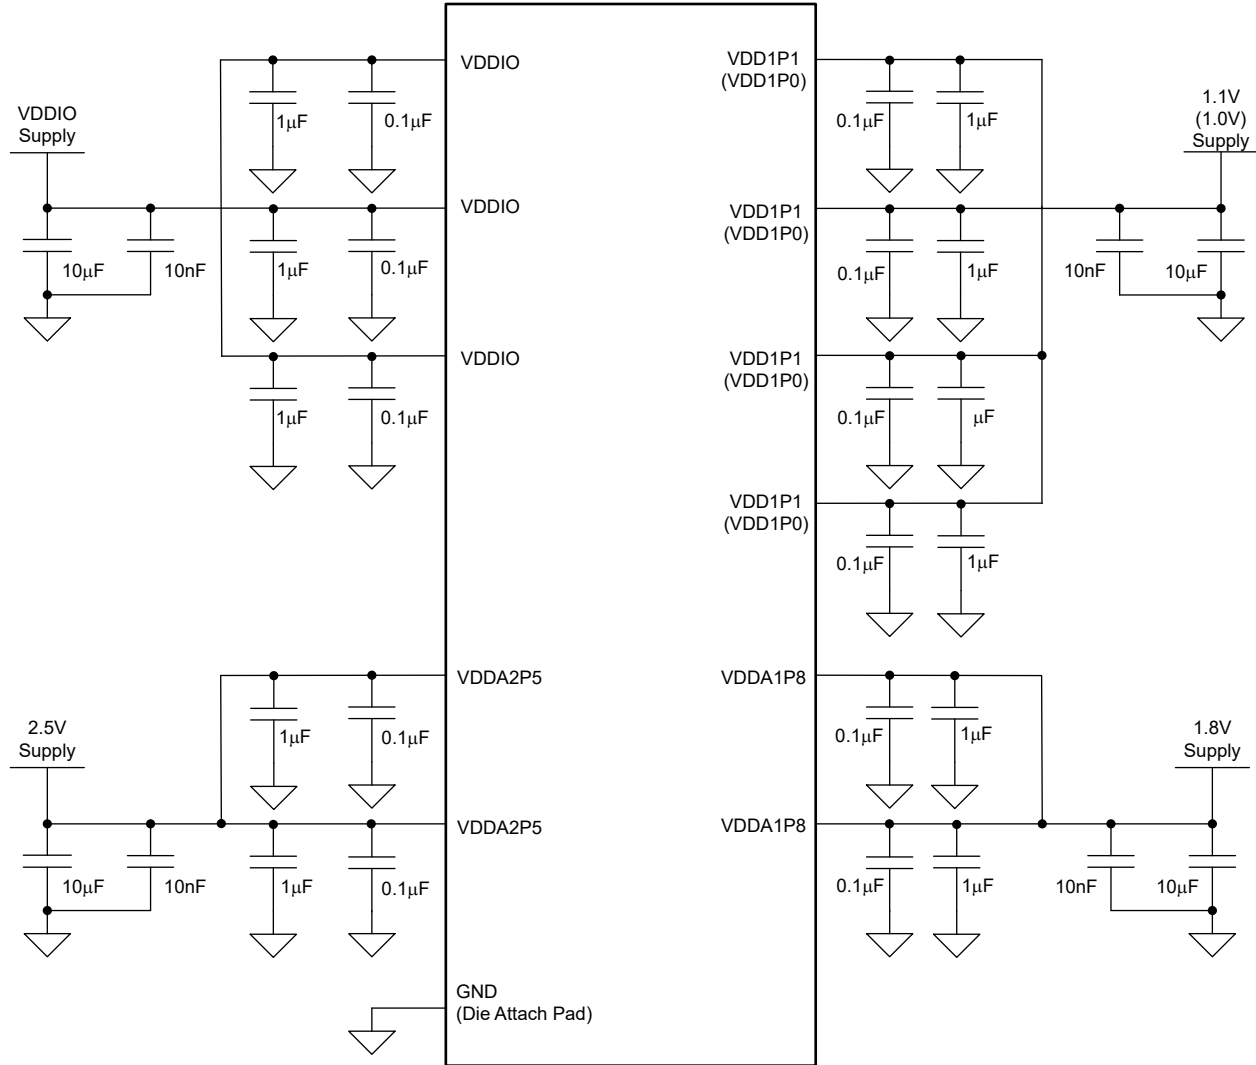 VDDIO
Supply
10μF
10nF
VDDIO
1μF
0.1μF
VDDIO
1μF
0.1μF
VDDIO
1μF
0.1μF
2.5V
Supply
10μF
10nF
VDDA2P5
1μF
0.1μF
VDDA2P5
1μF
0.1μF
GND
(Die Attach Pad)
VDD1P1
(VDD1P0)
0.1μF
1μF
VDD1P1
(VDD1P0)
0.1μF
1μF
VDD1P1
(VDD1P0)
0.1μF
μF
VDD1P1
(VDD1P0)
0.1μF
1μF
1.1V
(1.0V)
Supply
10nF
10μF
VDDA1P8
0.1μF
1μF
VDDA1P8
0.1μF
1μF
1.8V
Supply
10nF
10μF